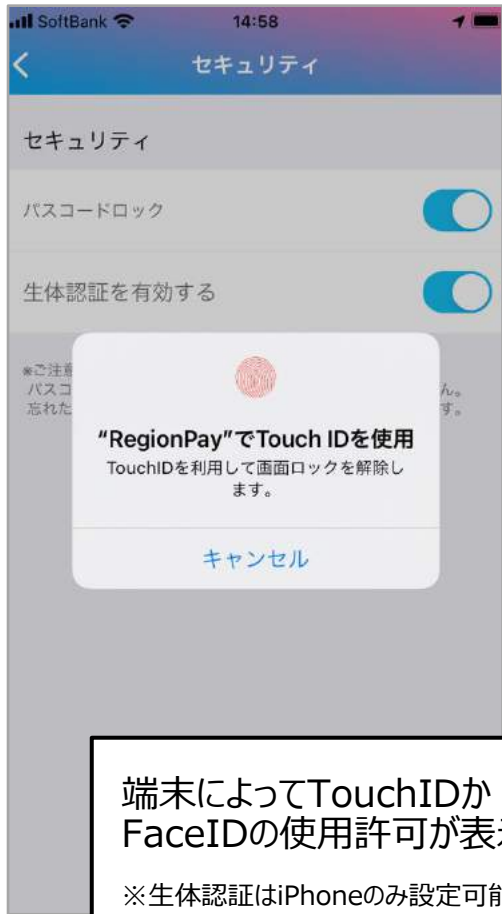 SoftBank 14:58
セキュリティ
セキュリティ
パスコードロック
生体認証を有効する
※ご注意
パスコ ん。
忘れた す。
“RegionPay”でTouch IDを使用
TouchIDを利用して画面ロックを解除し
ます。
キャンセル
端末によってTouchIDか
FaceIDの使用許可が表
※生体認証はiPhoneのみ設定可能